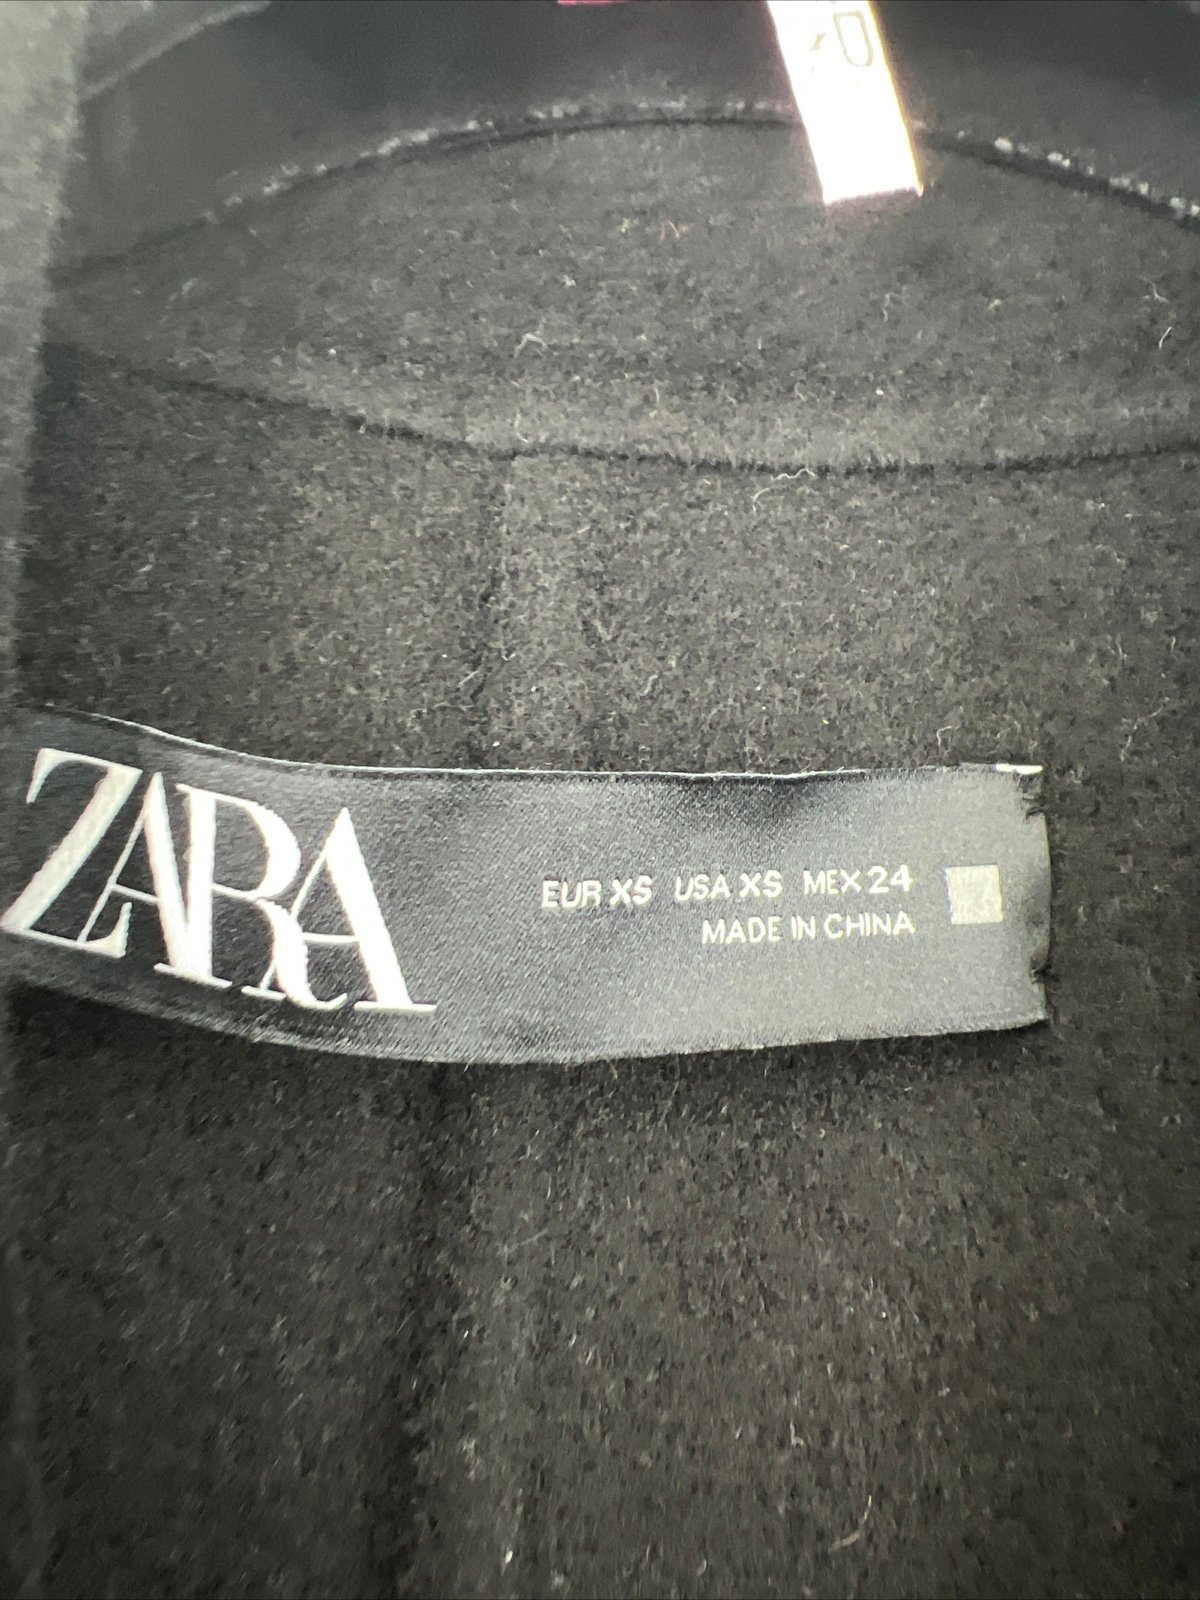 ZARA
EUR XS USA XS MEX 24
MADE IN CHINA